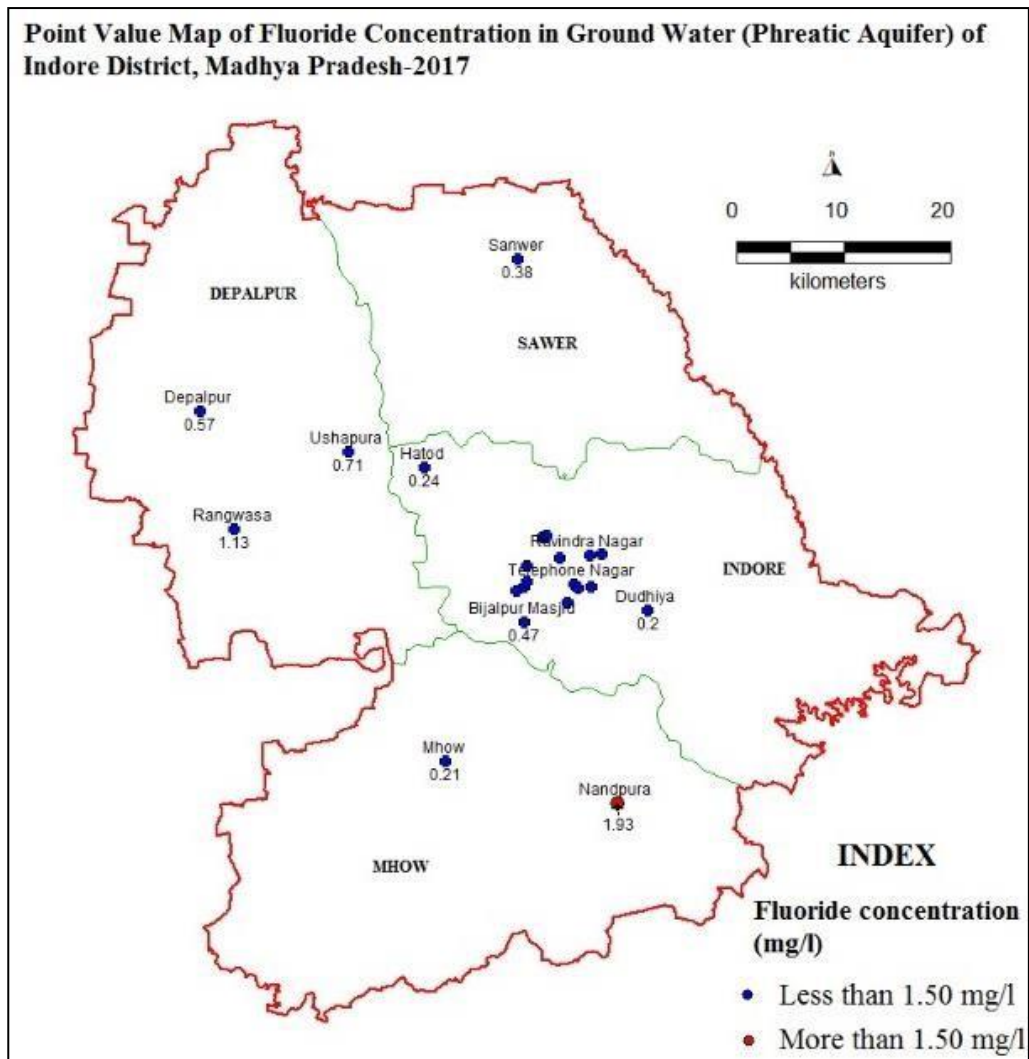 Point Value Map of Fluoride Concentration in Ground Water (Phreatic Aquifer) of
Indore District, Madhya Pradesh-2017
N
0 10 20
kilometers
Sanwer
0.38
DEPALPUR
SAWER
Depalpur
0.57
Ushapura
0.71
Hatod
0.24
Rangwasa
1.13
Ravindra Nagar
Telephone Nagar
INDORE
Bijalpur Masjid
0.47
Dudhiya
0.2
Mhow
0.21
Nandpura
1.93
MHOW
INDEX
Fluoride concentration
(mg/l)
Less than 1.50 mg/l
More than 1.50 mg/l